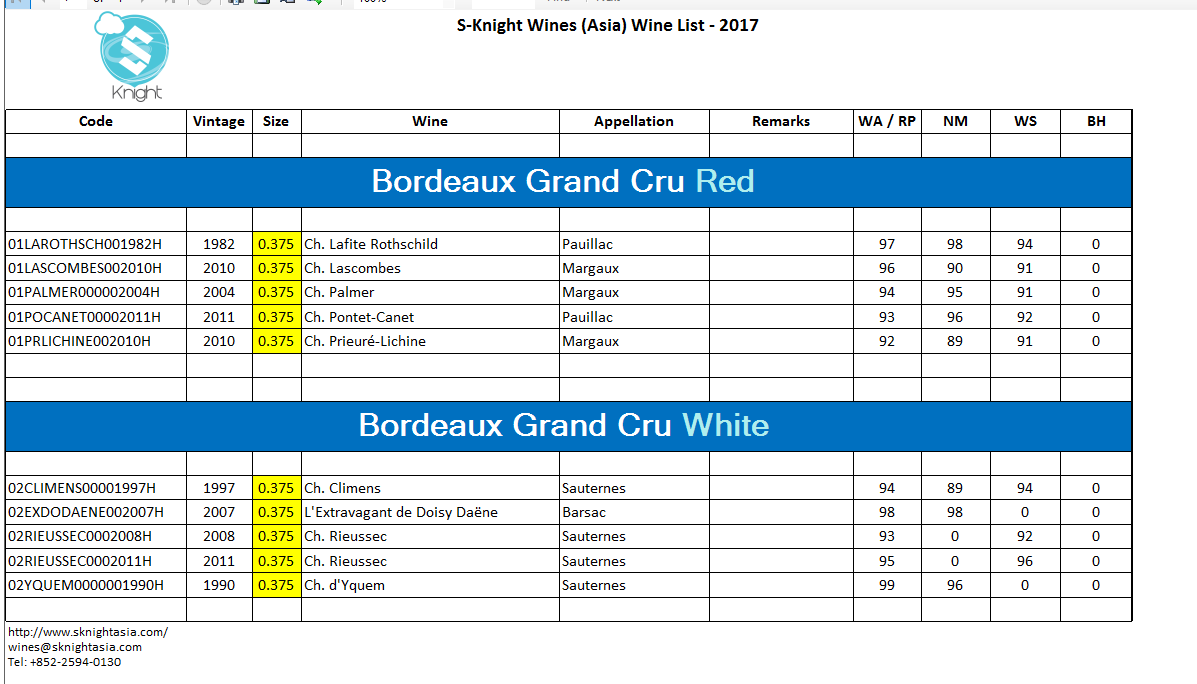 S-Knight Wines (Asia) Wine List - 2017
S
Knight
Code Vintage Size Wine Appellation Remarks WA / RP NM WS BH
Bordeaux Grand Cru Red
01LAROTHSCH001982H 1982 0.375 Ch. Lafite Rothschild Pauillac 97 98 94 0
01LASCOMBES002010H 2010 0.375 Ch. Lascombes Margaux 96 90 91 0
01PALMER000002004H 2004 0.375 Ch. Palmer Margaux 94 95 91 0
01POCANET00002011H 2011 0.375 Ch. Pontet-Canet Pauillac 93 96 92 0
01PRLICHINE002010H 2010 0.375 Ch. Prieuré-Lichine Margaux 92 89 91 0
Bordeaux Grand Cru White
02CLIMENS00001997H 1997 0.375 Ch. Climens Sauternes 94 89 94 0
02EXDODAENE002007H 2007 0.375 L'Extravagant de Doisy Daëne Barsac 98 98 0 0
02RIEUSSEC0002008H 2008 0.375 Ch. Rieussec Sauternes 93 0 92 0
02RIEUSSEC0002011H 2011 0.375 Ch. Rieussec Sauternes 95 0 96 0
02YQUEM0000001990H 1990 0.375 Ch. d'Yquem Sauternes 99 96 0 0
http://www.sknightasia.com/
wines@sknightasia.com
Tel: +852-2594-0130